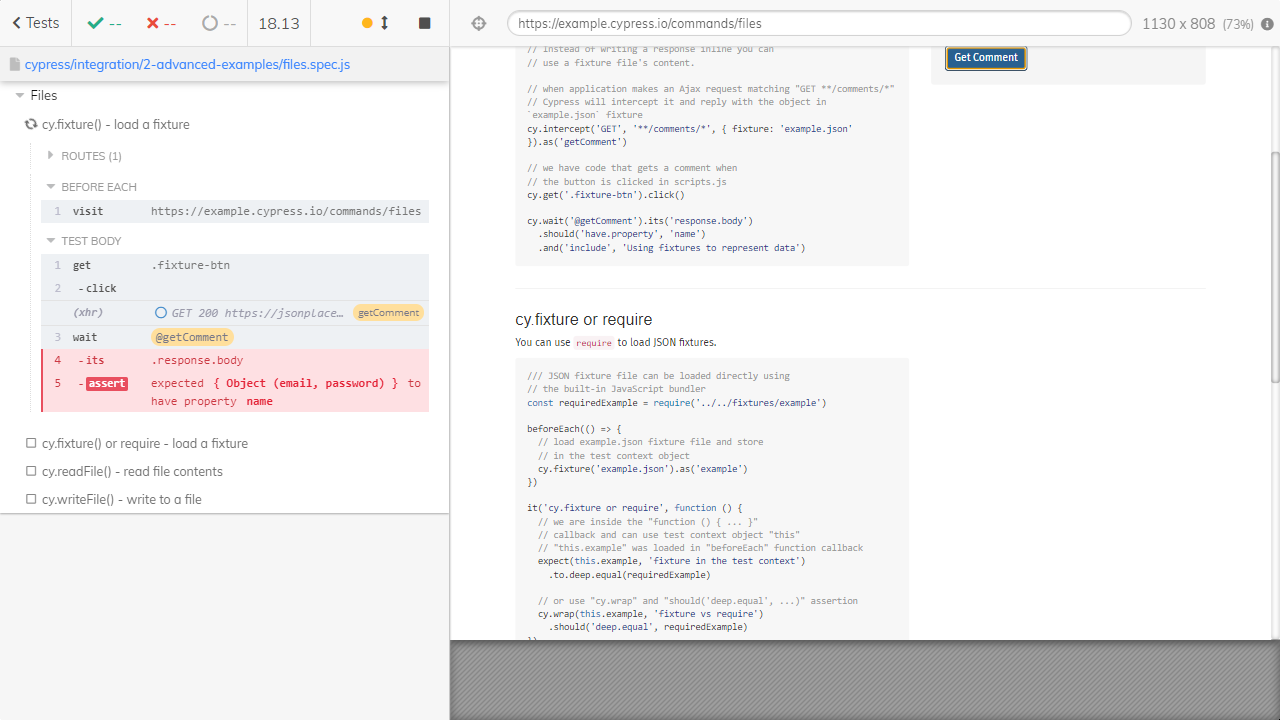 Tests
--
--
--
18.13
cypress/integration/2-advanced-examples/files.spec.js
Files
cy.fixture() - load a fixture
ROUTES (1)
BEFORE EACH
1 visit https://example.cypress.io/commands/files
TEST BODY
1 get .fixture-btn
2 -click
(xhr) GET 200 https://jsonplace… getComment
3 wait @getComment
4 -its .response.body
5 -assert expected { Object (email, password) } to
have property name
cy.fixture() or require - load a fixture
cy.readFile() - read file contents
cy.writeFile() - write to a file
https://example.cypress.io/commands/files
1130 x 808 (73%)
// instead of writing a response inline you can
// use a fixture file's content.
// when application makes an Ajax request matching "GET **/comments/*"
// Cypress will intercept it and reply with the object in
`example.json` fixture
cy.intercept('GET', '**/comments/*', { fixture: 'example.json'
}).as('getComment')
// we have code that gets a comment when
// the button is clicked in scripts.js
cy.get('.fixture-btn').click()
cy.wait('@getComment').its('response.body')
.should('have.property', 'name')
.and('include', 'Using fixtures to represent data')
Get Comment
cy.fixture or require
You can use require to load JSON fixtures.
/// JSON fixture file can be loaded directly using
// the built-in JavaScript bundler
const requiredExample = require('../../fixtures/example')
beforeEach(() => {
// load example.json fixture file and store
// in the test context object
cy.fixture('example.json').as('example')
})
it('cy.fixture or require', function () {
// we are inside the "function () { ... }"
// callback and can use test context object "this"
// "this.example" was loaded in "beforeEach" function callback
expect(this.example, 'fixture in the test context')
.to.deep.equal(requiredExample)
// or use "cy.wrap" and "should('deep.equal', ...)" assertion
cy.wrap(this.example, 'fixture vs require')
.should('deep.equal', requiredExample)
})